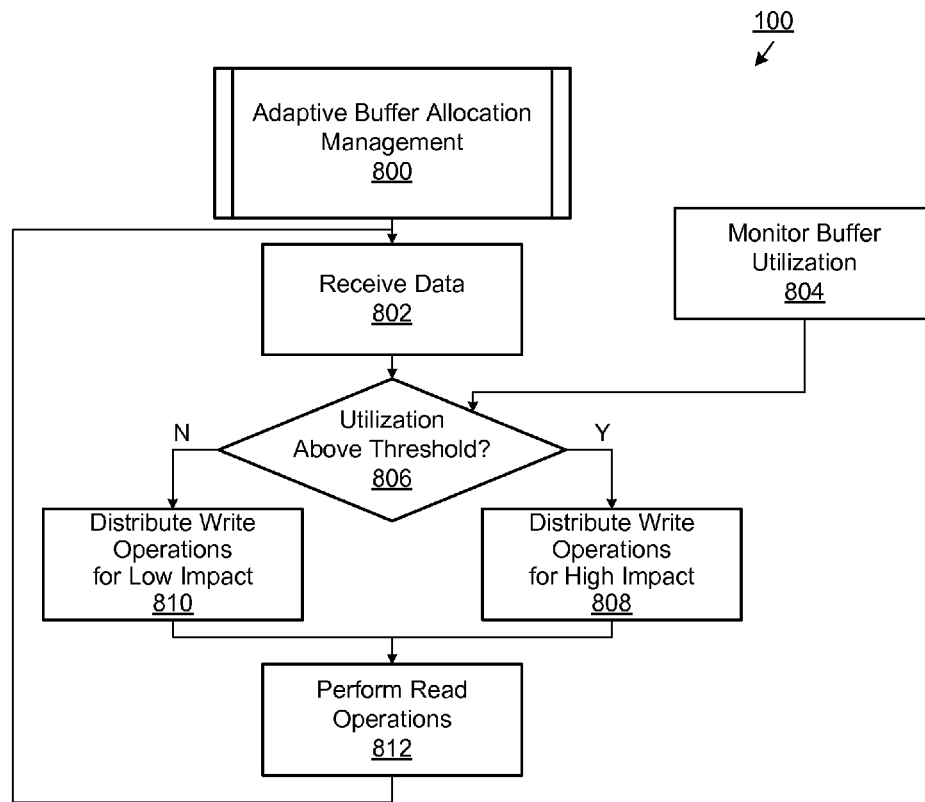 100
Adaptive Buffer Allocation
Management
800
Receive Data
802
Monitor Buffer
Utilization
804
Utilization
Above Threshold?
806
N
Y
Distribute Write
Operations
for Low Impact
810
Distribute Write
Operations
for High Impact
808
Perform Read
Operations
812